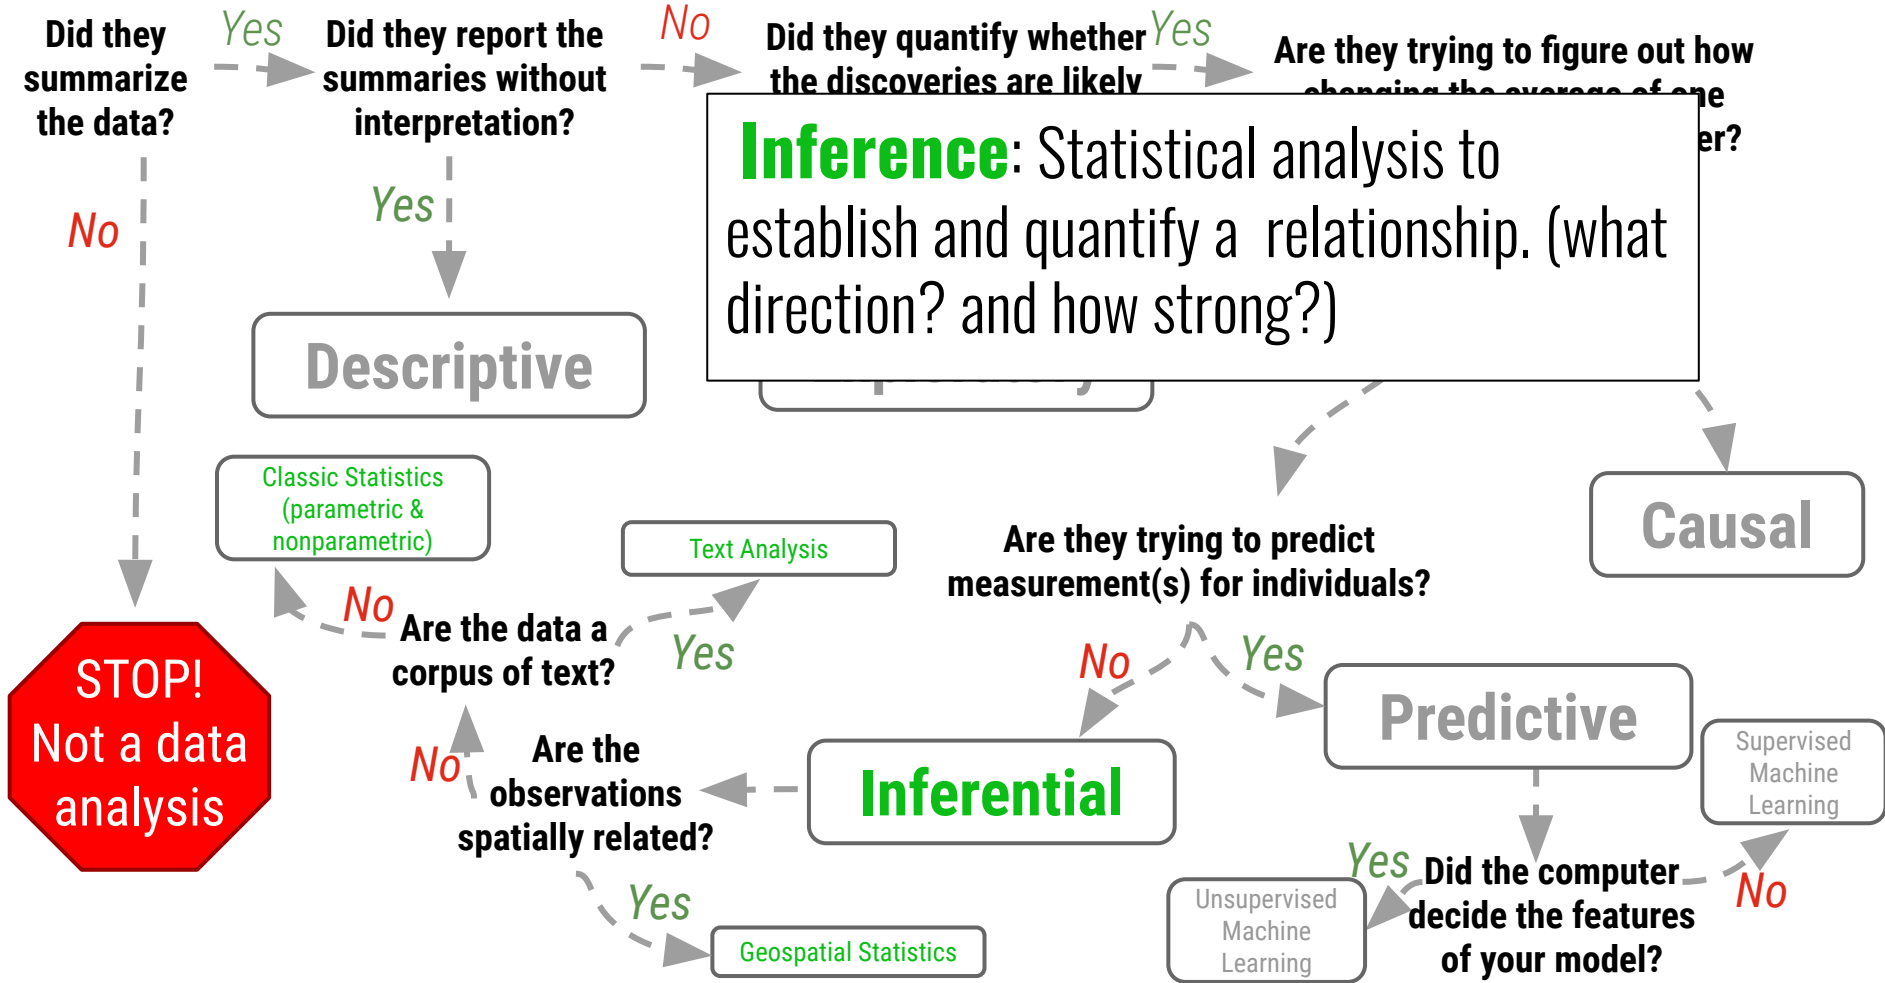 Did they
summarize
the data?
Yes
Did they report the
summaries without
interpretation?
No
Did they quantify whether
the discoveries are likely
Yes
Are they trying to figure out how
changing the average of one
er?
Inference: Statistical analysis to
establish and quantify a relationship. (what
direction? and how strong?)
No
Yes
Descriptive
Causal
Classic Statistics
(parametric &
nonparametric)
Text Analysis
Are they trying to predict
measurement(s) for individuals?
No
Are the data a
corpus of text?
Yes
No
Yes
STOP!
Not a data
analysis
Predictive
No
Are the
observations
spatially related?
Inferential
Supervised
Machine
Learning
Yes
Did the computer
decide the features
of your model?
No
Unsupervised
Machine
Learning
Yes
Geospatial Statistics